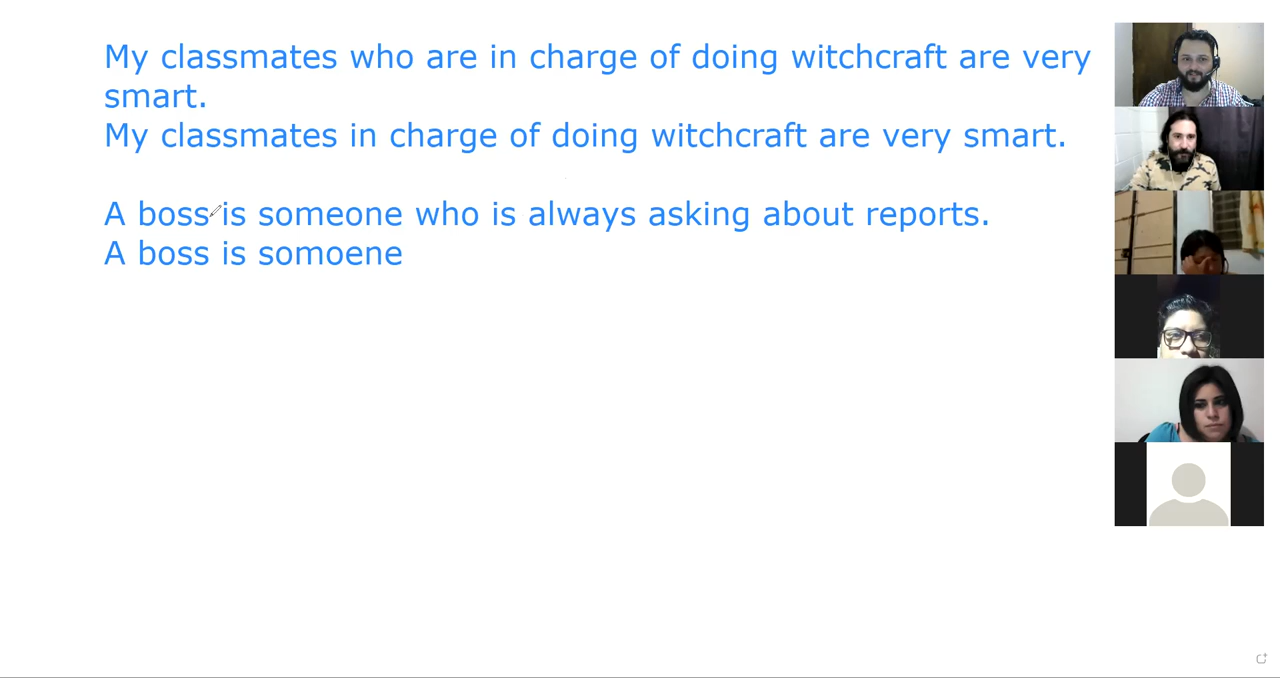 My classmates who are in charge of doing witchcraft are very
smart.
My classmates in charge of doing witchcraft are very smart.
A boss is someone who is always asking about reports.
A boss is somoene